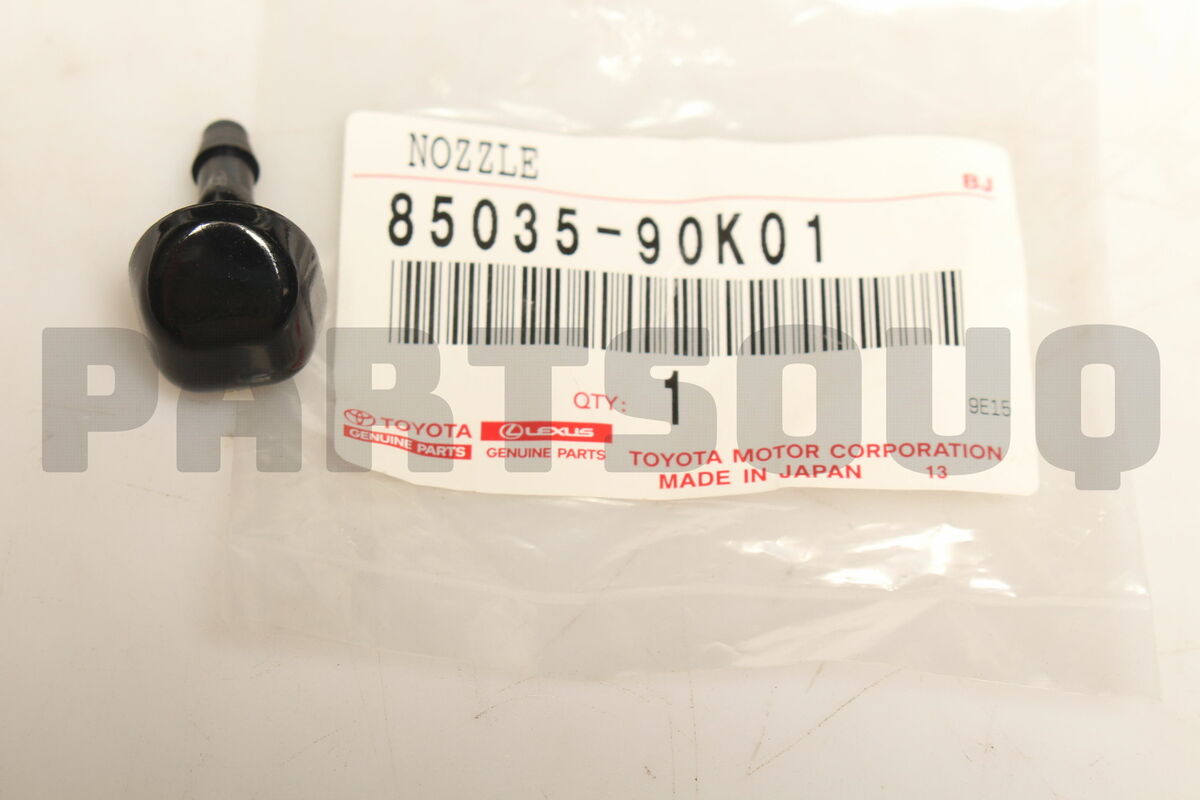 NOZZLE
BJ
85035-90K01
QTY: 1
9E15
TOYOTA
GENUINE PARTS
LEXUS
GENUINE PARTS
TOYOTA MOTOR CORPORATION
MADE IN JAPAN 13
PARTSOUQ